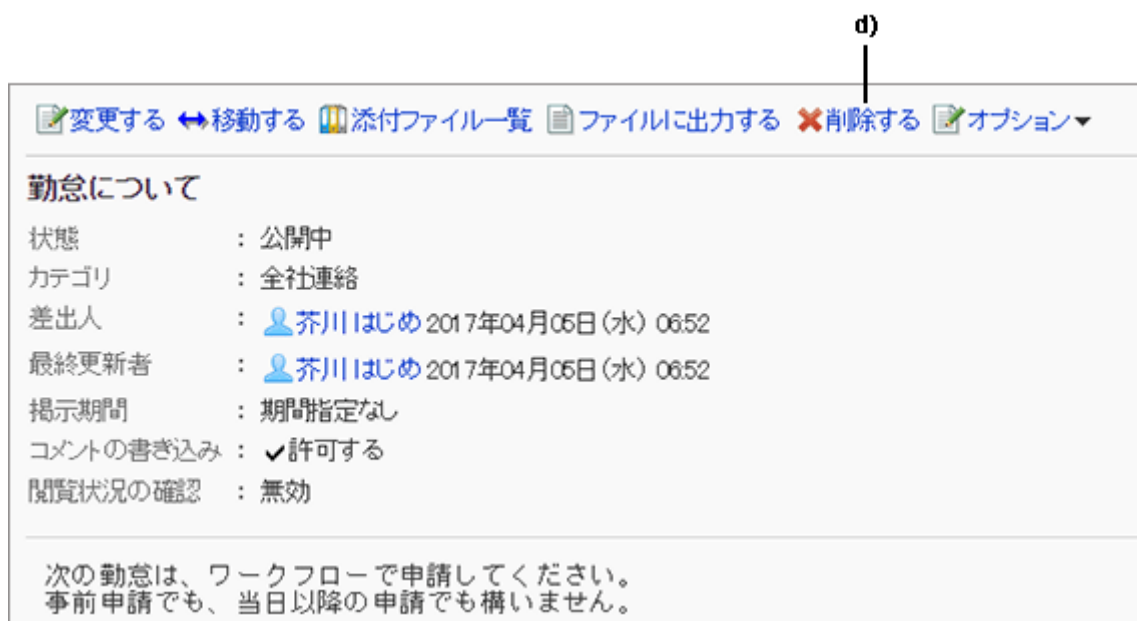 d)
変更する 移動する 添付ファイル一覧 ファイルに出力する 削除する オプション
勤怠について
状態 : 公開中
カテゴリ : 全社連絡
差出人 : 芥川 はじめ 2017年04月05日(水) 06:52
最終更新者 : 芥川 はじめ 2017年04月05日(水) 06:52
掲示期間 : 期間指定なし
コメントの書き込み : ✔許可する
閲覧状況の確認 : 無効
次の勤怠は、ワークフローで申請してください。
事前申請でも、当日以降の申請でも構いません。